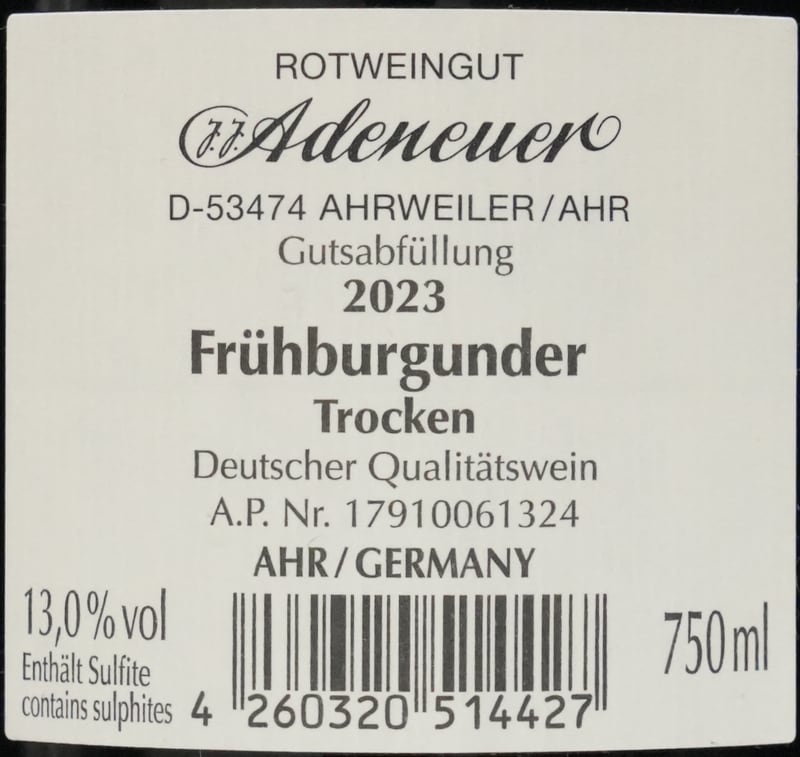 ROTWEINGUT
J.J. Adeneuer
D-53474 AHRWEILER/AHR
Gutsabfüllung
2023
Frühburgunder
Trocken
Deutscher Qualitätswein
A.P. Nr. 17910061324
AHR/GERMANY
13,0% vol
Enthält Sulfite
contains sulphites
4 260320 514427
750 ml